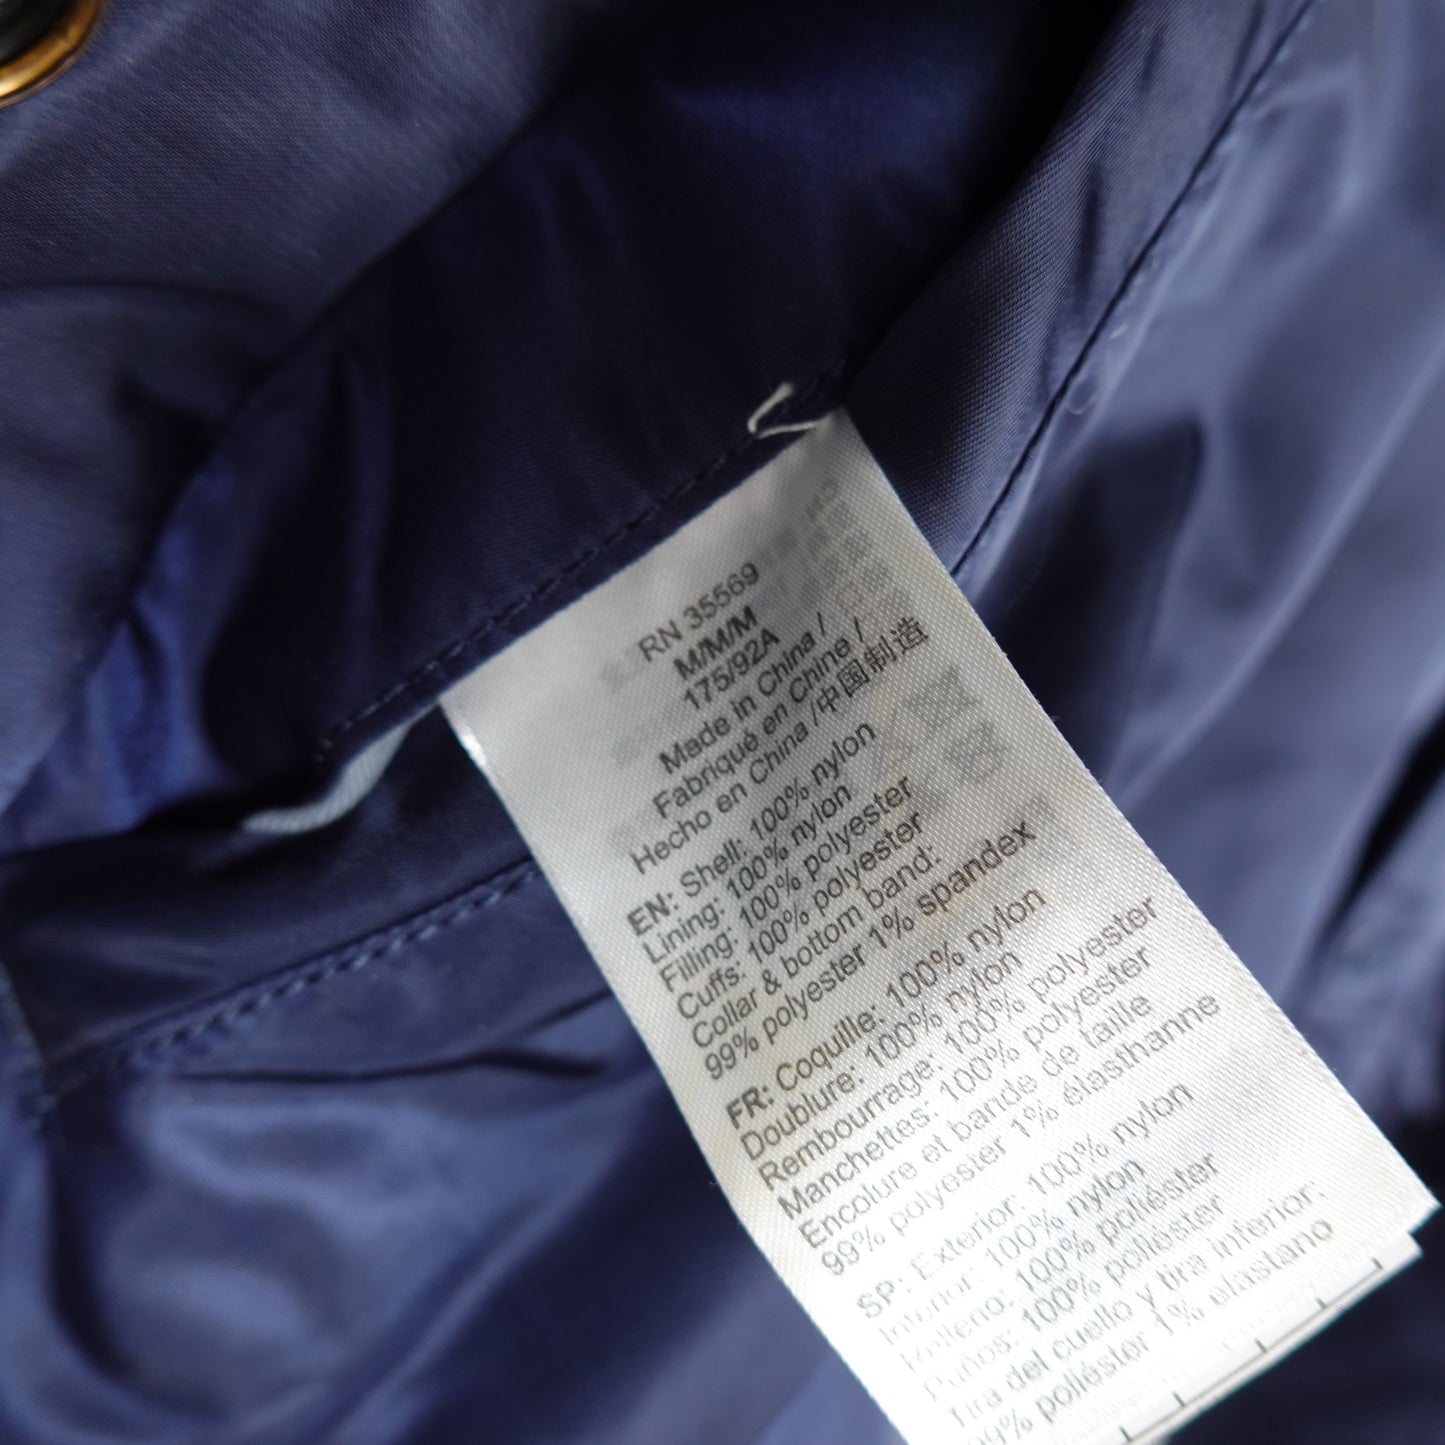 RN 35569
M/M/M
175/92A
Made in China /
Fabriqué en Chine /
Hecho en China /中国制造
EN: Shell: 100% nylon
Lining: 100% nylon
Filling: 100% polyester
Cuffs: 100% polyester
Collar & bottom band:
99% polyester 1% spandex
FR: Coquille: 100% nylon
Doublure: 100% nylon
Rembourrage: 100% polyester
Manchettes: 100% polyester
Encolure et bande de taille
99% polyester 1% élasthanne
SP: Exterior: 100% nylon
Interior: 100% nylon
Relleno: 100% poliéster
Puños: 100% poliéster
Tira del cuello y tira inferior:
99% poliéster 1% elastano